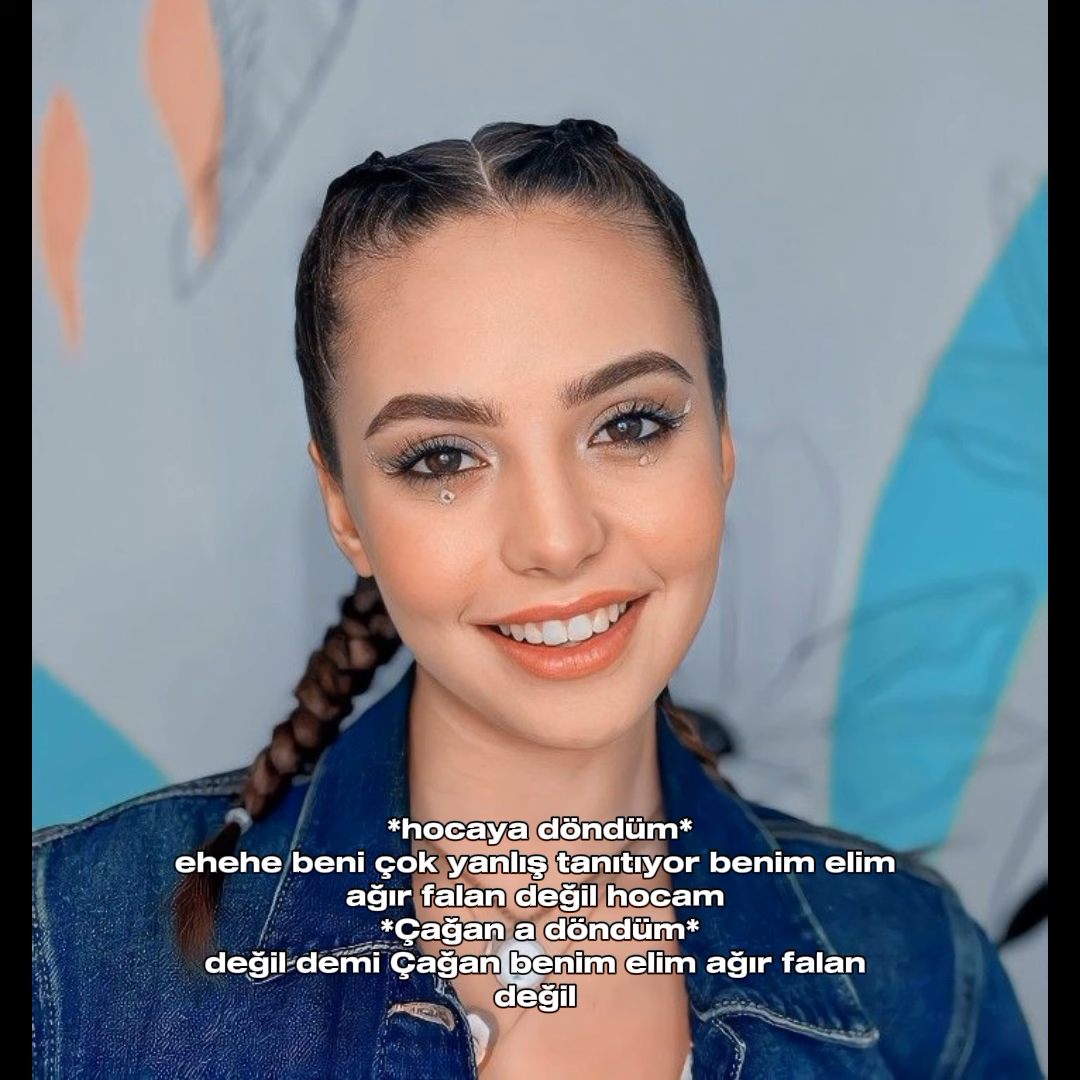 *hocaya döndüm*
ehehe beni çok yanlış tanıtıyor benim elim
ağır falan değil hocam
*Çağan a döndüm*
değil demi Çağan benim elim ağır falan
değil